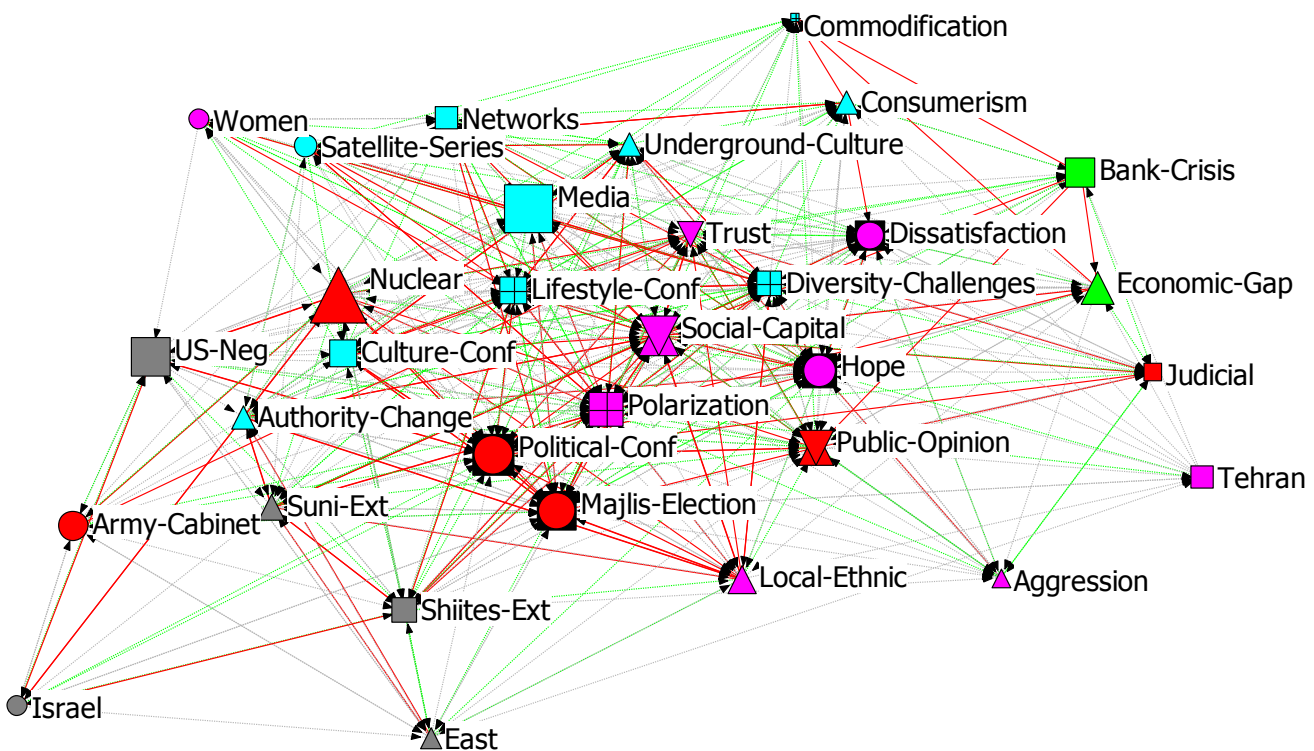 Commodification
Consumerism
Women
Networks
Satellite-Series
Underground-Culture
Bank-Crisis
Media
Trust
Dissatisfaction
Nuclear
Lifestyle-Conf
Diversity-Challenges
Economic-Gap
Social-Capital
US-Neg
Culture-Conf
Hope
Judicial
Authority-Change
Polarization
Political-Conf
Public-Opinion
Tehran
Suni-Ext
Majlis-Election
Army-Cabinet
Local-Ethnic
Aggression
Shiites-Ext
Israel
East